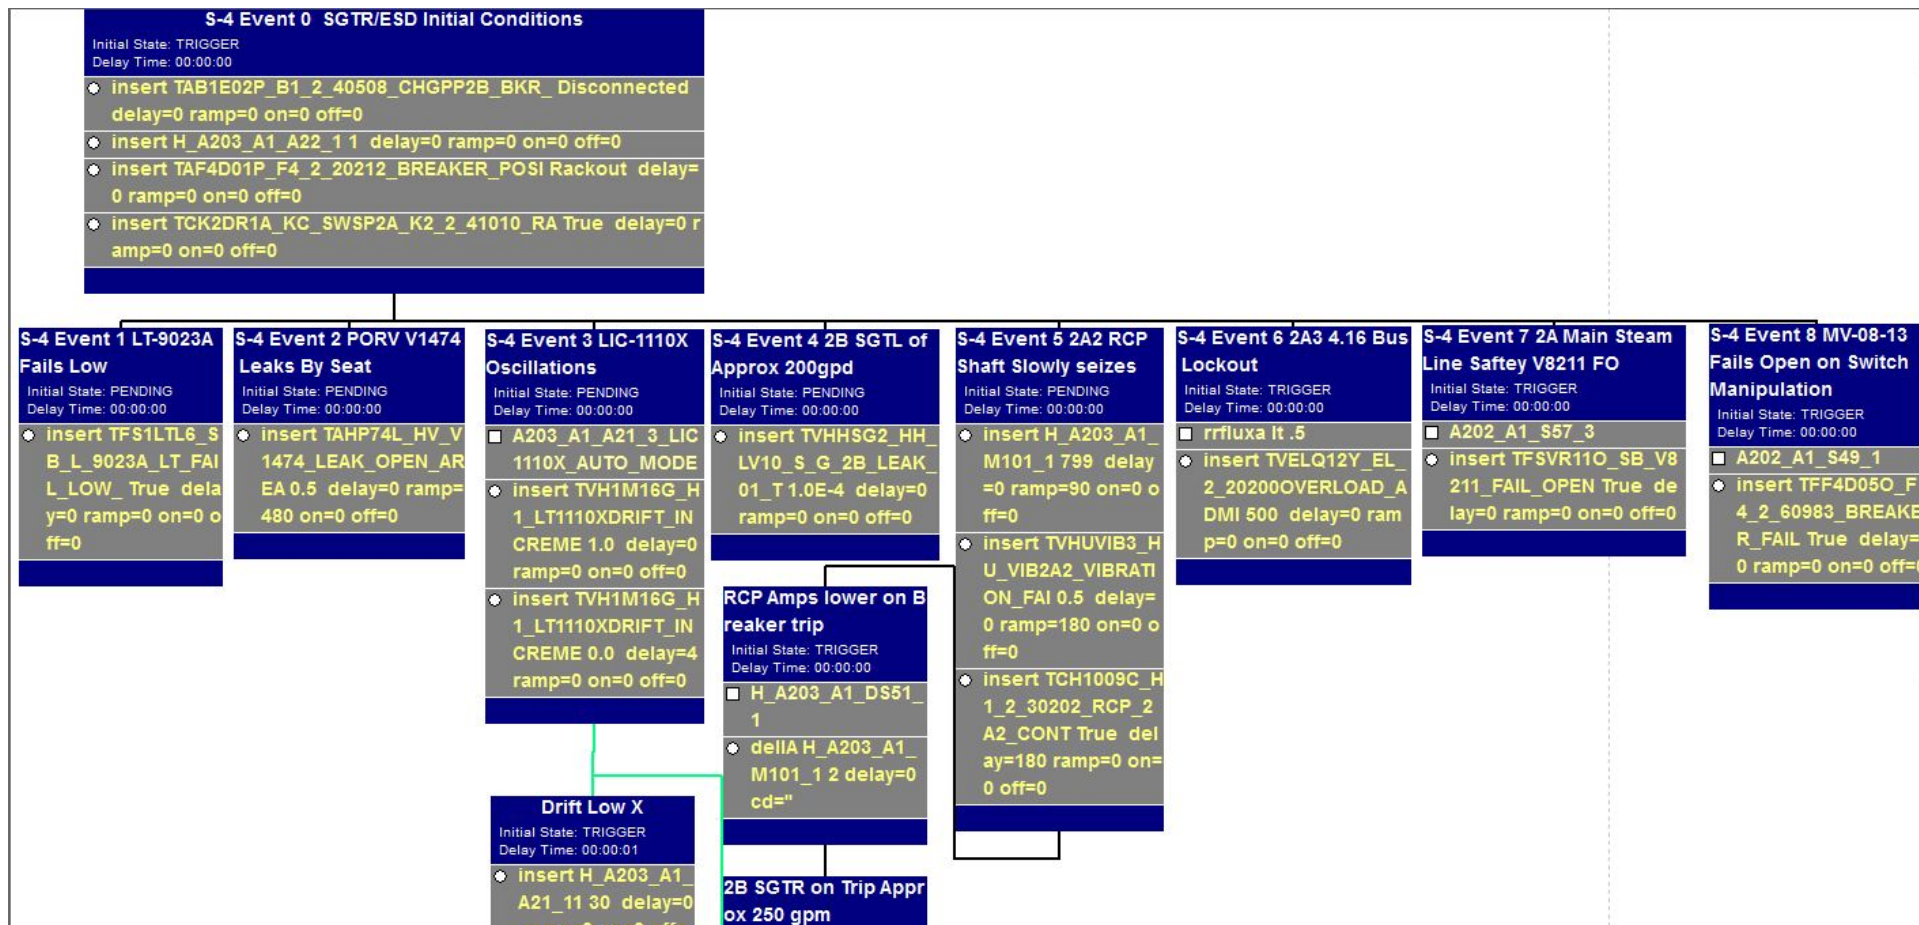 S-4 Event 0  SGTR/ESD Initial Conditions
Initial State: TRIGGER
Delay Time: 00:00:00
insert TAB1E02P_B1_2_40508_CHGPP2B_BKR_ Disconnected
delay=0 ramp=0 on=0 off=0
insert H_A203_A1_A22_1 1  delay=0 ramp=0 on=0 off=0
insert TAF4D01P_F4_2_20212_BREAKER_POSI Rackout  delay=
0 ramp=0 on=0 off=0
insert TCK2DR1A_KC_SWSP2A_K2_2_41010_RA True  delay=0 r
amp=0 on=0 off=0
S-4 Event 1 LT-9023A
Fails Low
Initial State: PENDING
Delay Time: 00:00:00
insert TFS1LTL6_S
B_L_9023A_LT_FAI
L_LOW_ True  dela
y=0 ramp=0 on=0 o
ff=0
S-4 Event 2 PORV V1474
Leaks By Seat
Initial State: PENDING
Delay Time: 00:00:00
insert TAHP74L_HV_V
1474_LEAK_OPEN_AR
EA 0.5  delay=0 ramp=
480 on=0 off=0
S-4 Event 3 LIC-1110X
Oscillations
Initial State: PENDING
Delay Time: 00:00:00
A203_A1_A21_3_LIC
1110X_AUTO_MODE
insert TVH1M16G_H
1_LT1110XDRIFT_IN
CREME 1.0  delay=0
ramp=0 on=0 off=0
insert TVH1M16G_H
1_LT1110XDRIFT_IN
CREME 0.0  delay=4
ramp=0 on=0 off=0
Drift Low X
Initial State: TRIGGER
Delay Time: 00:00:01
insert H_A203_A1_
A21_11 30  delay=0
S-4 Event 4 2B SGTL of
Approx 200gpd
Initial State: PENDING
Delay Time: 00:00:00
insert TVHHSG2_HH_
LV10_S_G_2B_LEAK_
01_T 1.0E-4  delay=0
ramp=0 on=0 off=0
RCP Amps lower on B
reaker trip
Initial State: TRIGGER
Delay Time: 00:00:00
H_A203_A1_DS51_
1
dellA H_A203_A1_
M101_1 2 delay=0
cd="
2B SGTR on Trip Appr
ox 250 gpm
S-4 Event 5 2A2 RCP
Shaft Slowly seizes
Initial State: PENDING
Delay Time: 00:00:00
insert H_A203_A1_
M101_1 799  delay
=0 ramp=90 on=0 o
ff=0
insert TVHUVIB3_H
U_VIB2A2_VIBRATI
ON_FAI 0.5  delay=
0 ramp=180 on=0 o
ff=0
insert TCH1009C_H
1_2_30202_RCP_2
A2_CONT True  del
ay=180 ramp=0 on=
0 off=0
S-4 Event 6 2A3 4.16 Bus
Lockout
Initial State: TRIGGER
Delay Time: 00:00:00
rrfluxa lt .5
insert TVELQ12Y_EL_
2_20200OVERLOAD_A
DMI 500  delay=0 ram
p=0 on=0 off=0
S-4 Event 7 2A Main Steam
Line Saftey V8211 FO
Initial State: TRIGGER
Delay Time: 00:00:00
A202_A1_S57_3
insert TFSVR11O_SB_V8
211_FAIL_OPEN True  de
lay=0 ramp=0 on=0 off=0
S-4 Event 8 MV-08-13
Fails Open on Switch
Manipulation
Initial State: TRIGGER
Delay Time: 00:00:00
A202_A1_S49_1
insert TFF4D05O_F
4_2_60983_BREAKE
R_FAIL True  delay=
0 ramp=0 on=0 off=